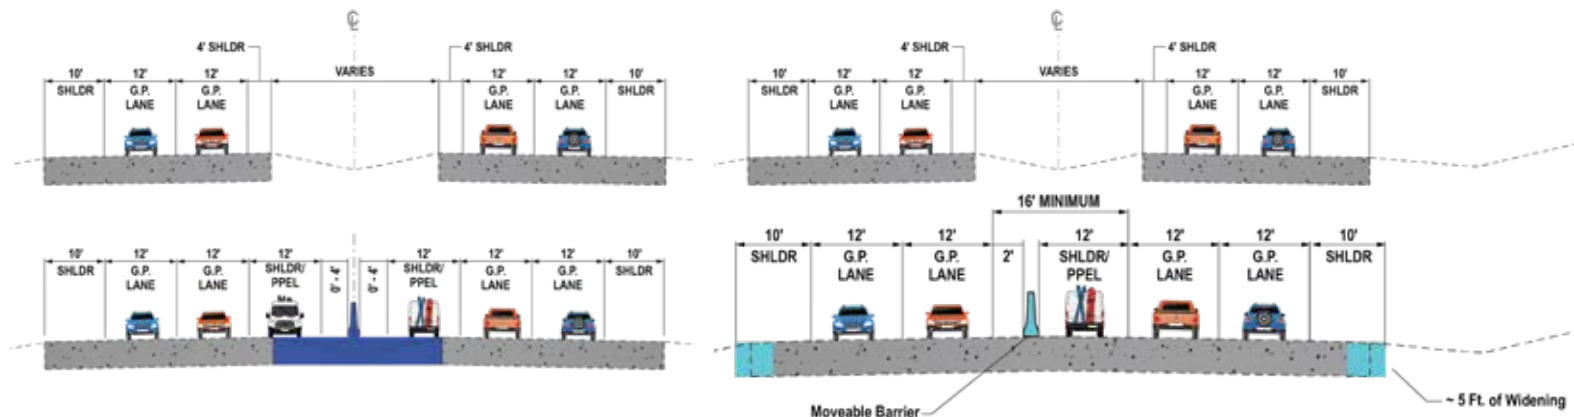 ℄
4' SHLDR
4' SHLDR
10' 12' 12' VARIES 12' 12' 10'
SHLDR G.P. G.P. G.P. G.P. SHLDR
LANE LANE LANE LANE
℄
4' SHLDR
4' SHLDR
10' 12' 12' VARIES 12' 12' 10'
SHLDR G.P. G.P. G.P. G.P. SHLDR
LANE LANE LANE LANE
10' 12' 12' 12' 12' 12' 12' 10'
SHLDR G.P. G.P. SHLDR/ 0' - 4' 0' - 4' SHLDR/ G.P. G.P. SHLDR
LANE LANE PPEL PPEL LANE LANE
16' MINIMUM
10' 12' 12' 2' 12' 12' 12' 10'
SHLDR G.P. G.P. SHLDR/ G.P. G.P. SHLDR
LANE LANE PPEL LANE LANE
Moveable Barrier
~ 5 Ft. of Widening